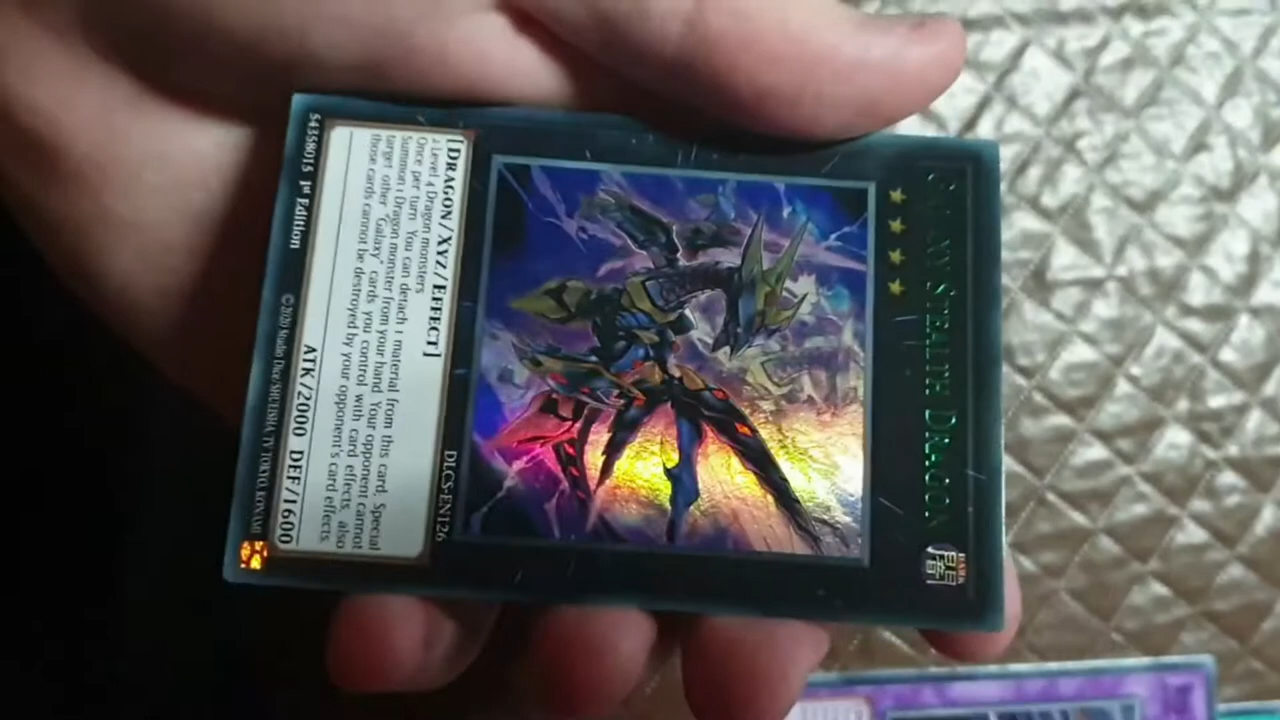 GALAXY STEALTH DRAGON
DARK
闇
DLCS-EN126
[DRAGON/XYZ/EFFECT]
2 Level 4 Dragon monsters
Once per turn: You can detach 1 material from this card; Special
Summon 1 Dragon monster from your hand. Your opponent cannot
target other "Galaxy" cards you control with card effects, also
those cards cannot be destroyed by your opponent's card effects.
ATK/2000 DEF/1600
54358015 1st Edition
©2020 Studio Dice/SHUEISHA, TV TOKYO, KONAMI